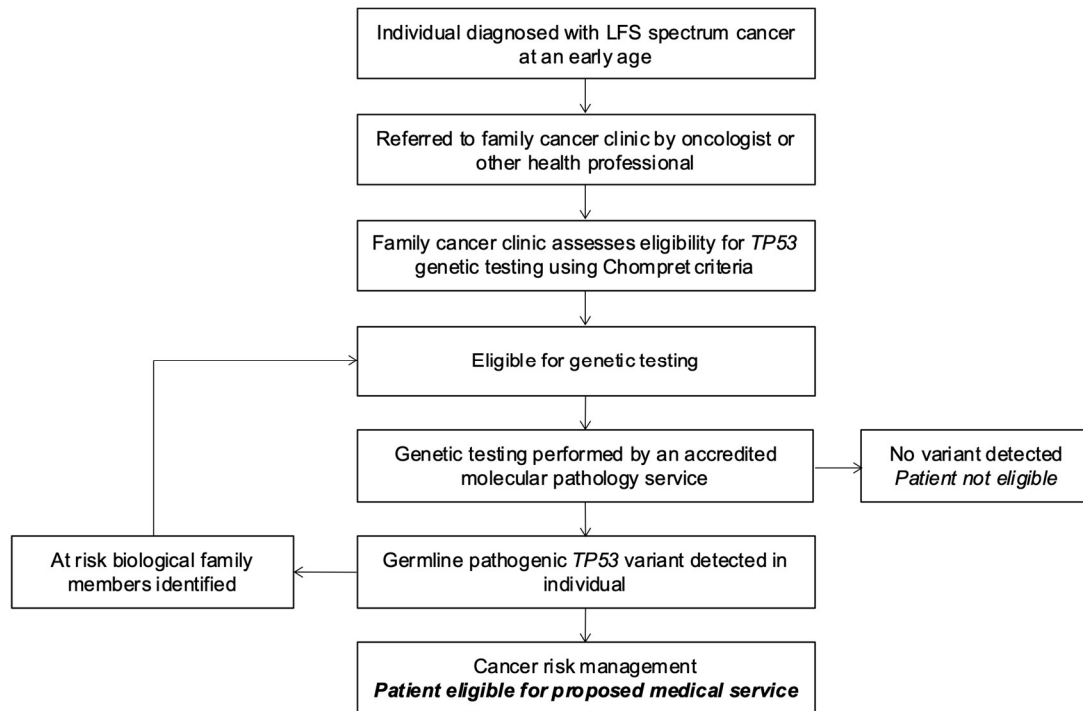 Individual diagnosed with LFS spectrum cancer
at an early age
Referred to family cancer clinic by oncologist or
other health professional
Family cancer clinic assesses eligibility for TP53
genetic testing using Chompret criteria
Eligible for genetic testing
Genetic testing performed by an accredited
molecular pathology service
No variant detected
Patient not eligible
At risk biological family
members identified
Germline pathogenic TP53 variant detected in
individual
Cancer risk management
Patient eligible for proposed medical service